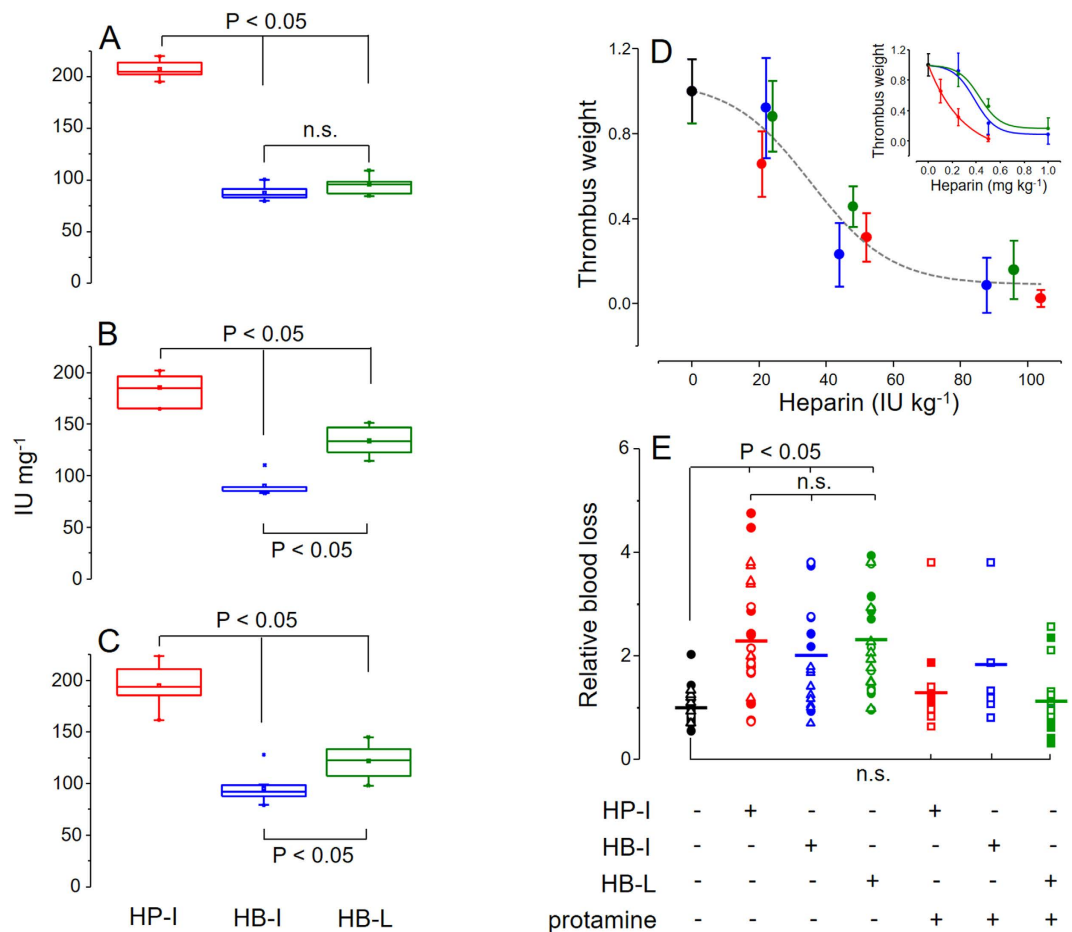 A
P < 0.05
n.s.
200
150
100
50
0
B
P < 0.05
200
150
100
50
0
P < 0.05
IU mg-1
C
P < 0.05
200
150
100
50
0
P < 0.05
HP-I HB-I HB-L
D
1.2
0.8
0.4
0.0
Thrombus weight
0 20 40 60 80 100
Heparin (IU kg-1)
1.2
0.8
0.4
0.0
Thrombus weight
0.0 0.2 0.4 0.6 0.8 1.0
Heparin (mg kg-1)
E
P < 0.05
n.s.
6
4
2
0
Relative blood loss
n.s.
HP-I - + - - + - -
HB-I - - + - - + -
HB-L - - - + - - +
protamine - - - - + + +